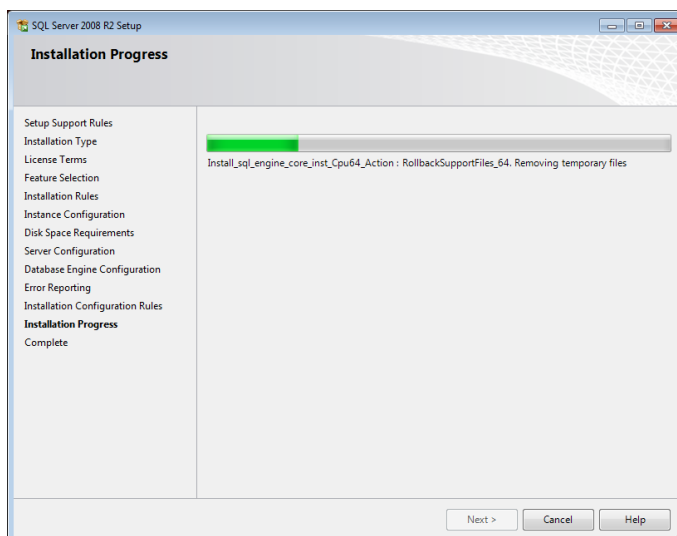 SQL Server 2008 R2 Setup
Installation Progress
Setup Support Rules
Installation Type
License Terms
Feature Selection
Installation Rules
Instance Configuration
Disk Space Requirements
Server Configuration
Database Engine Configuration
Error Reporting
Installation Configuration Rules
Installation Progress
Complete
Install_sql_engine_core_inst_Cpu64_Action : RollbackSupportFiles_64. Removing temporary files
Next >
Cancel
Help